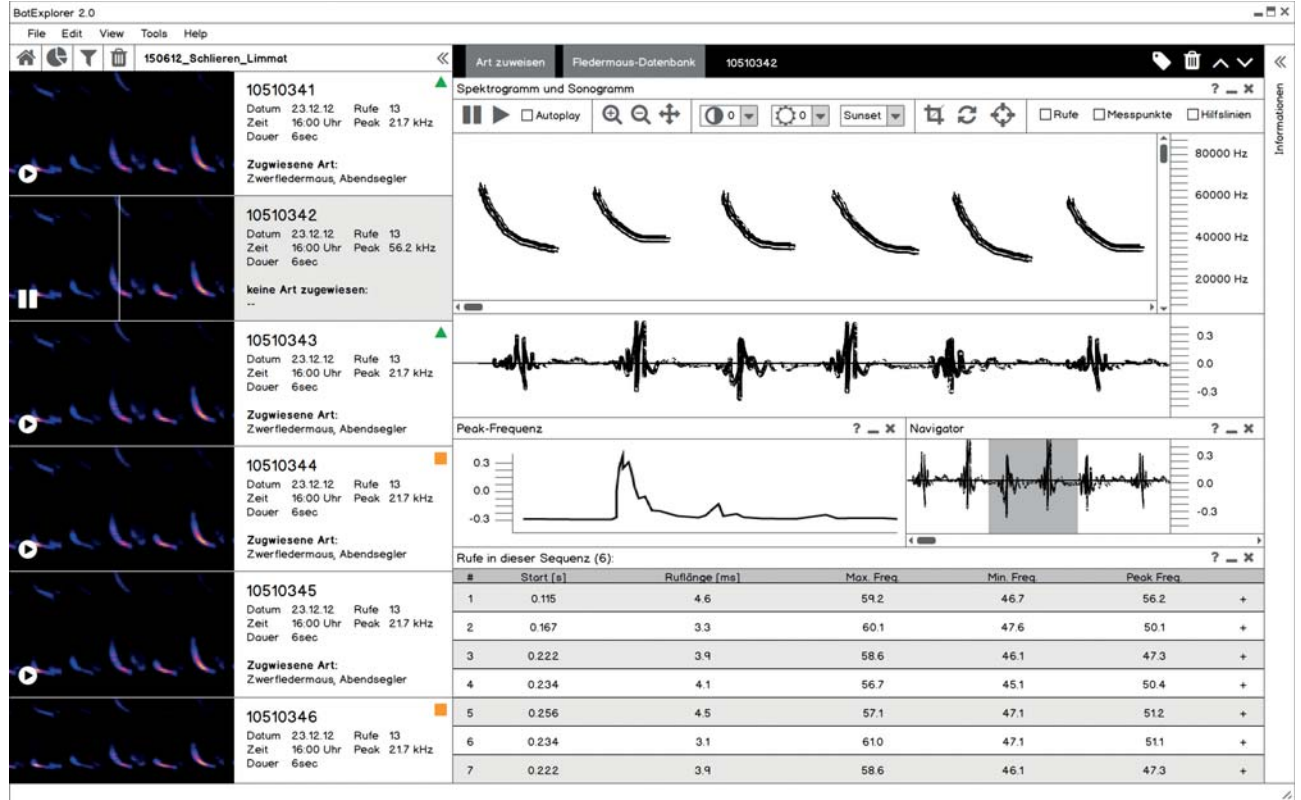 BatExplorer 2.0
File Edit View Tools Help
150612_Schlieren_Limmat
10510341
Datum 23.12.12 Rufe 13
Zeit 16:00 Uhr Peak 21.7 kHz
Dauer 6sec
Zugwiesene Art:
Zwerfledermaus, Abendsegler
10510342
Datum 23.12.12 Rufe 13
Zeit 16:00 Uhr Peak 56.2 kHz
Dauer 6sec
keine Art zugewiesen:
--
10510343
Datum 23.12.12 Rufe 13
Zeit 16:00 Uhr Peak 21.7 kHz
Dauer 6sec
Zugwiesene Art:
Zwerfledermaus, Abendsegler
10510344
Datum 23.12.12 Rufe 13
Zeit 16:00 Uhr Peak 21.7 kHz
Dauer 6sec
Zugwiesene Art:
Zwerfledermaus, Abendsegler
10510345
Datum 23.12.12 Rufe 13
Zeit 16:00 Uhr Peak 21.7 kHz
Dauer 6sec
Zugwiesene Art:
Zwerfledermaus, Abendsegler
10510346
Datum 23.12.12 Rufe 13
Zeit 16:00 Uhr Peak 21.7 kHz
Dauer 6sec
Art zuweisen Fledermaus-Datenbank 10510342
Spektrogramm und Sonogramm ?
Autoplay 0 0 Sunset Rufe Messpunkte Hilfslinien
80000 Hz
60000 Hz
40000 Hz
20000 Hz
0.3
0.0
-0.3
Peak-Frequenz ?
0.3
0.0
-0.3
Navigator ?
0.3
0.0
-0.3
Rufe in dieser Sequenz (6): ?
# Start [s] Ruflänge [ms] Max. Freq. Min. Freq. Peak Freq.
1 0.115 4.6 59.2 46.7 56.2 +
2 0.167 3.3 60.1 47.6 50.1 +
3 0.222 3.9 58.6 46.1 47.3 +
4 0.234 4.1 56.7 45.1 50.4 +
5 0.256 4.5 57.1 47.1 51.2 +
6 0.234 3.1 61.0 47.1 51.1 +
7 0.222 3.9 58.6 46.1 47.3 +
Informationen